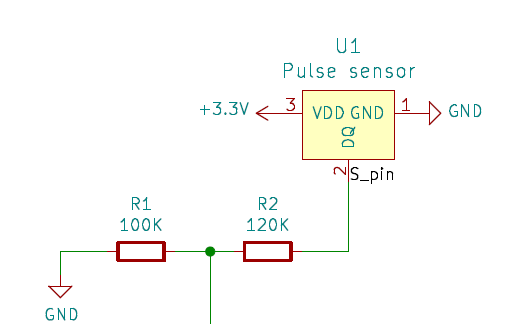 U1
Pulse sensor
+3.3V
3
VDD GND
1
GND
DQ
2
S_pin
R1
100K
R2
120K
GND